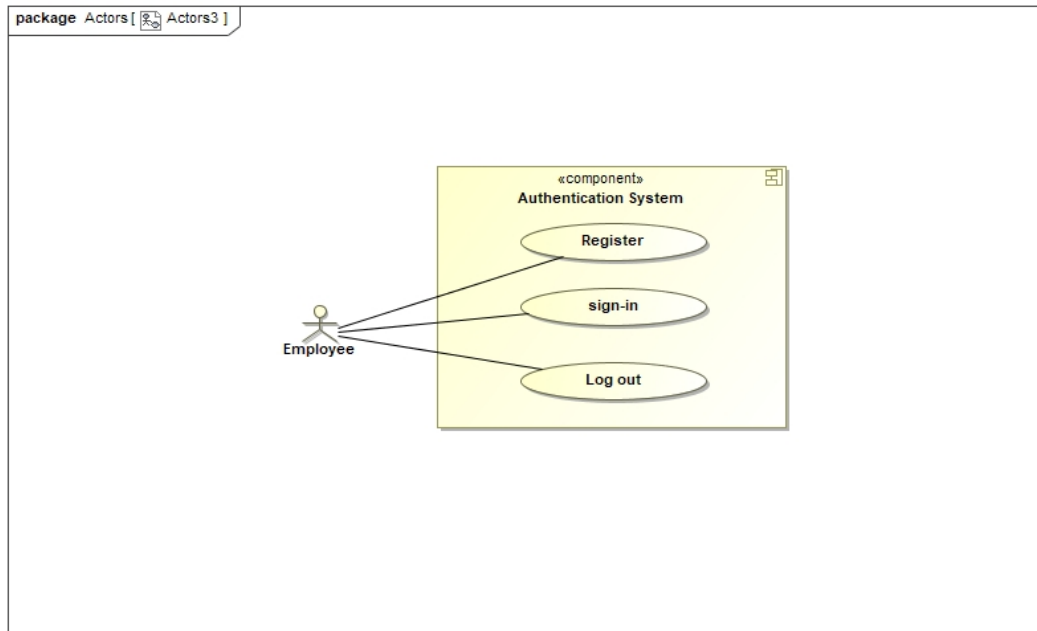 package Actors [ Actors3 ]
«component»
Authentication System
Register
sign-in
Employee
Log out